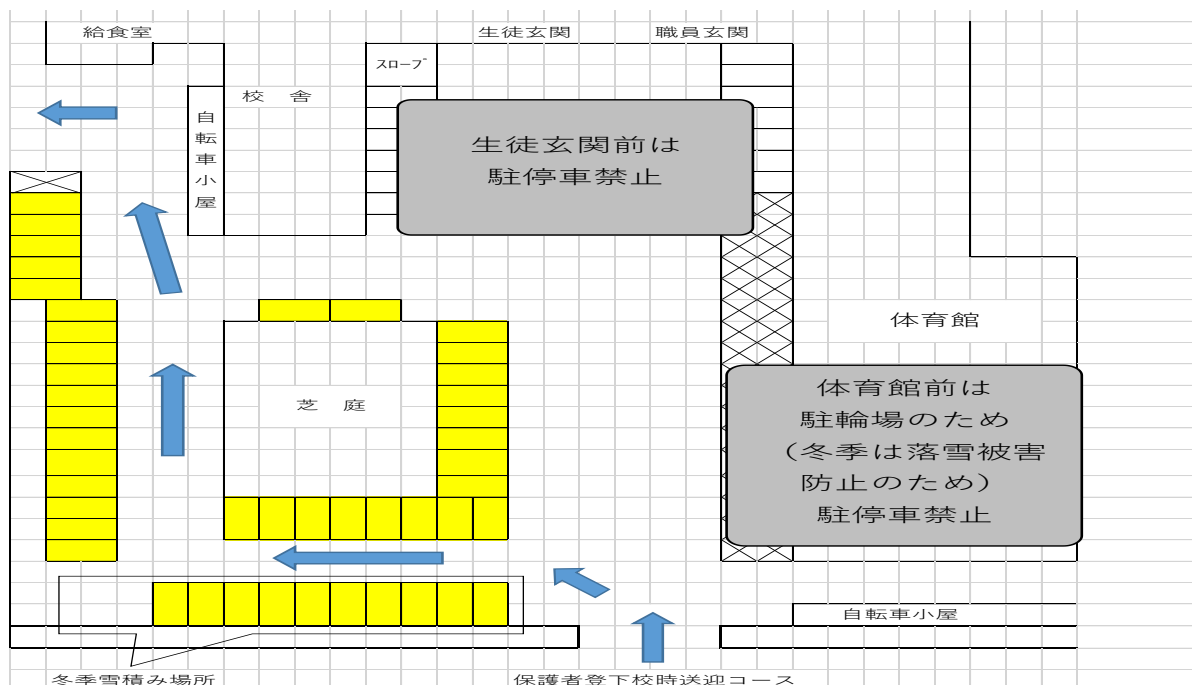 給食室
生徒玄関
職員玄関
スロープ
校 舎
自転車小屋
生徒玄関前は
駐停車禁止
体育館
芝 庭
体育館前は
駐輪場のため
(冬季は落雪被害
防止のため)
駐停車禁止
自転車小屋
冬季雪積み場所
保護者登下校時送迎コース